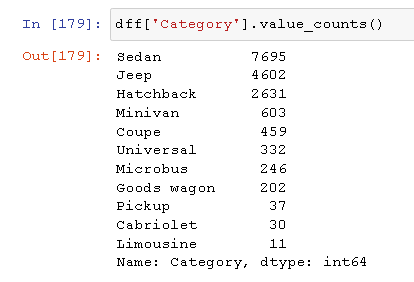 In [179]: dff['Category'].value_counts()
Out[179]: Sedan 7695
Jeep 4602
Hatchback 2631
Minivan 603
Coupe 459
Universal 332
Microbus 246
Goods wagon 202
Pickup 37
Cabriolet 30
Limousine 11
Name: Category, dtype: int64